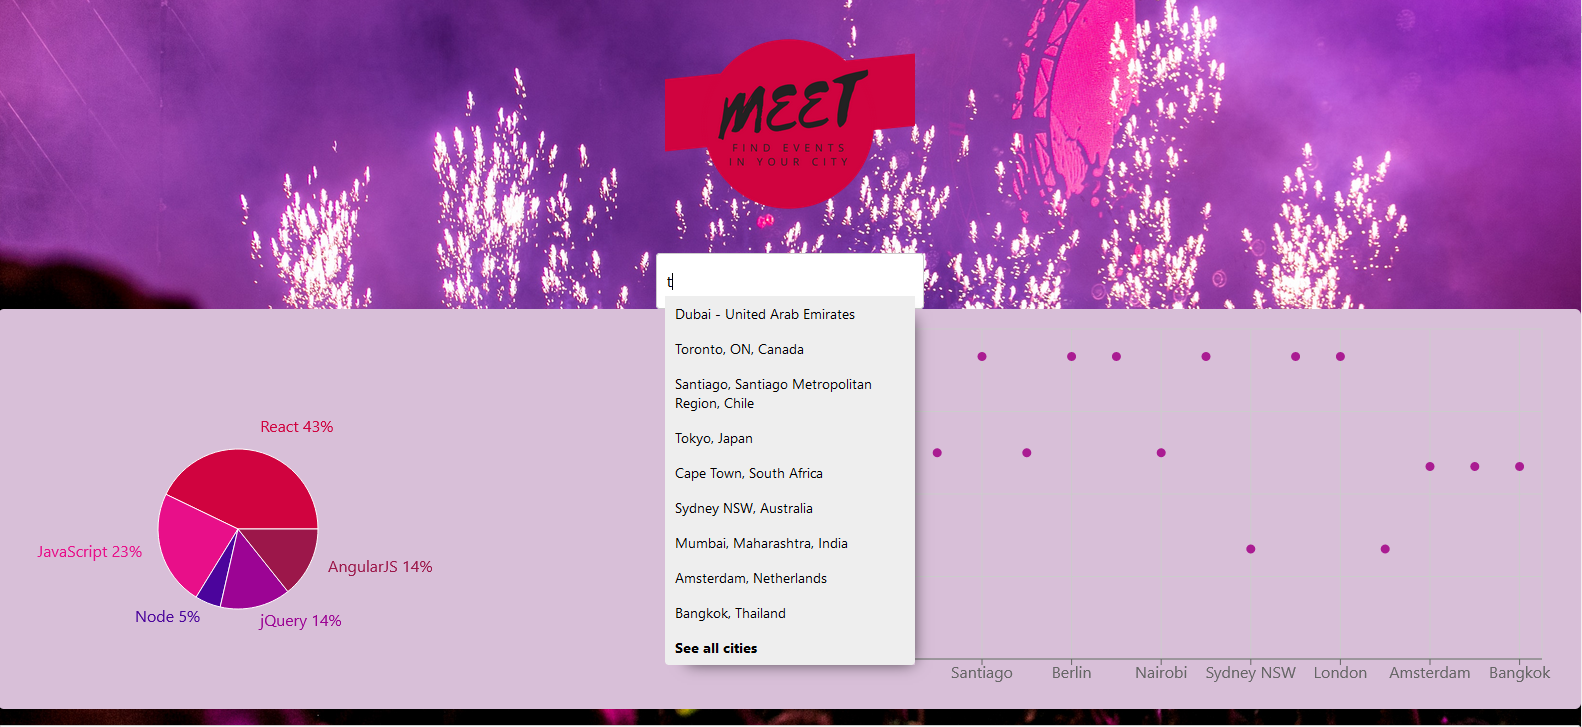 MEET
FIND EVENTS
IN YOUR CITY
t
Dubai - United Arab Emirates
Toronto, ON, Canada
Santiago, Santiago Metropolitan
Region, Chile
Tokyo, Japan
Cape Town, South Africa
Sydney NSW, Australia
Mumbai, Maharashtra, India
Amsterdam, Netherlands
Bangkok, Thailand
See all cities
React 43%
JavaScript 23%
AngularJS 14%
Node 5%
jQuery 14%
Santiago
Berlin
Nairobi
Sydney NSW
London
Amsterdam
Bangkok